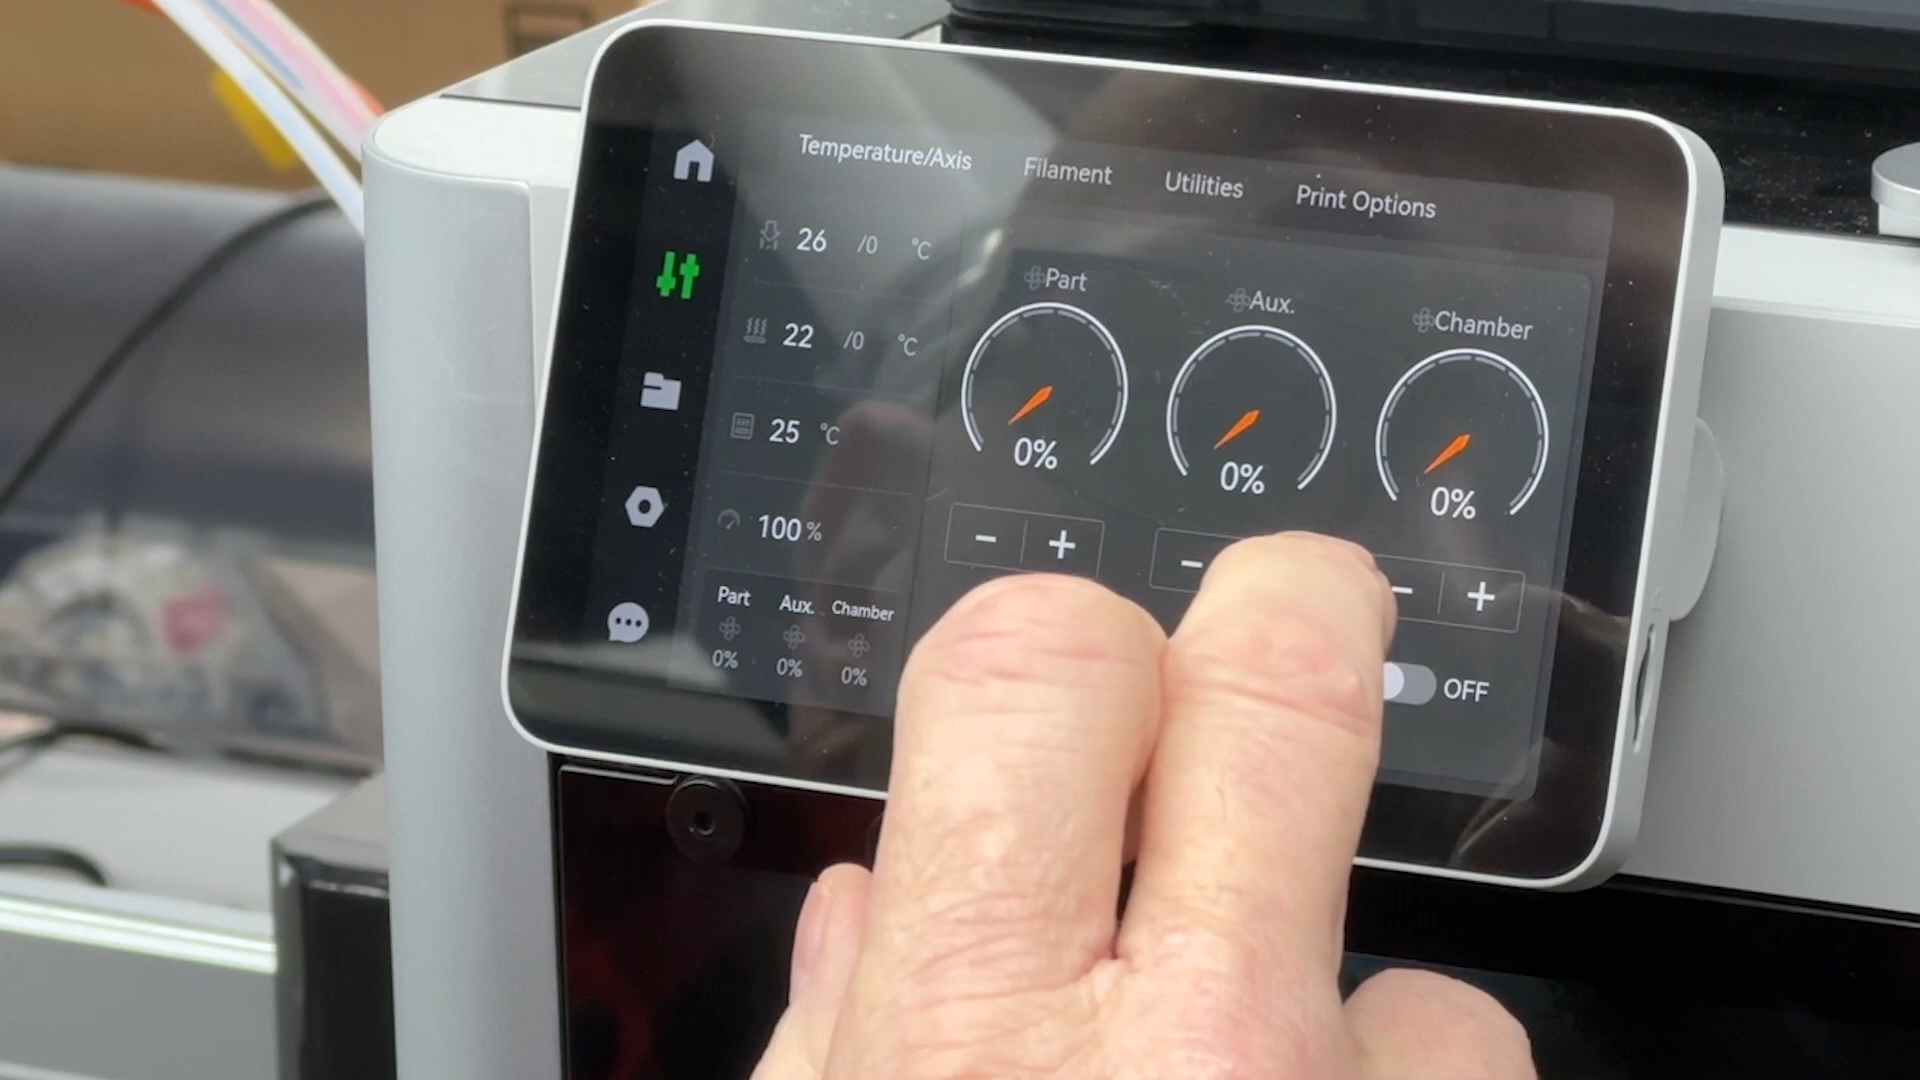 Temperature/Axis Filament Utilities Print Options
26 /0 °C
22 /0 °C
25 °C
100 %
Part Aux. Chamber
0% 0% 0%
Part Aux. Chamber
0% 0% 0%
- + - - +
OFF